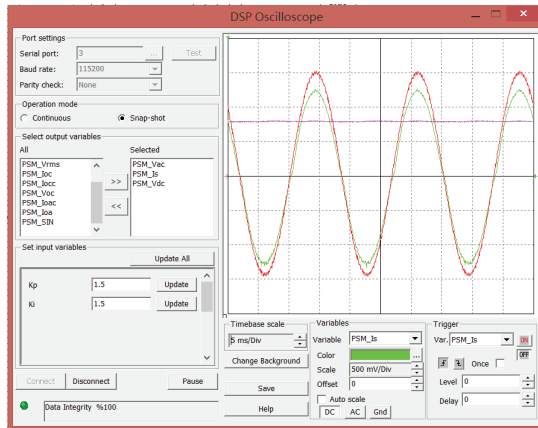 DSP Oscilloscope
Port settings
Serial port: 3 ... Test
Baud rate: 115200
Parity check: None
Operation mode
Continuous Snap-shot
Select output variables
All Selected
PSM_Vrms PSM_Vac
PSM_Ioc PSM_Is
PSM_Iocc PSM_Vdc
PSM_Voc
PSM_Ioac
PSM_Ioa
PSM_SIN
>>
<<
Set input variables
Update All
Kp 1.5 Update
Ki 1.5 Update
Connect Disconnect Pause
Data Integrity %100
Timebase scale
5 ms/Div
Change Background
Save
Help
Variables
Variable PSM_Is
Color ...
Scale 500 mV/Div
Offset 0
Auto scale
DC AC Gnd
Trigger
Var. PSM_Is ON
OFF
Once
Level 0
Delay 0